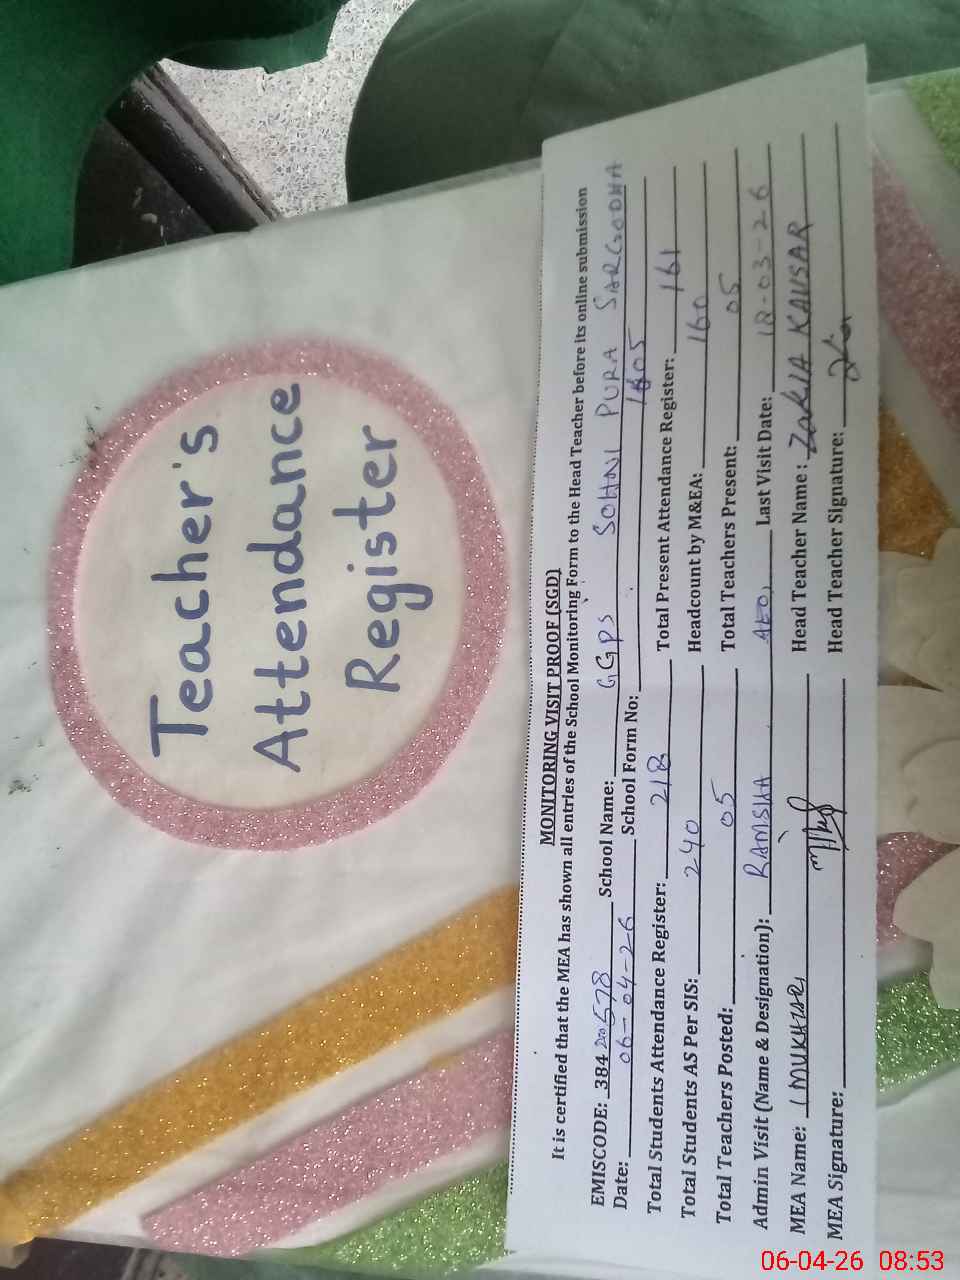 Teacher's
Attendance
Register
MONITORING VISIT PROOF (SGD)
It is certified that the MEA has shown all entries of the School Monitoring Form to the Head Teacher before its online submission
EMISCODE: 384 200578 School Name: GGPS SOHNI PURA SARGODHA
Date: 06-04-26 School Form No: 1605
Total Students Attendance Register: 218 Total Present Attendance Register: 161
Total Students AS Per SIS: 240 Headcount by M&EA: 160
Total Teachers Posted: 05 Total Teachers Present: 05
Admin Visit (Name & Designation): RAMSHA AEO, Last Visit Date: 18-03-26
MEA Name: Head Teacher Name: ZAKIA KAUSAR
MEA Signature: Head Teacher Signature:
06-04-26 08:53